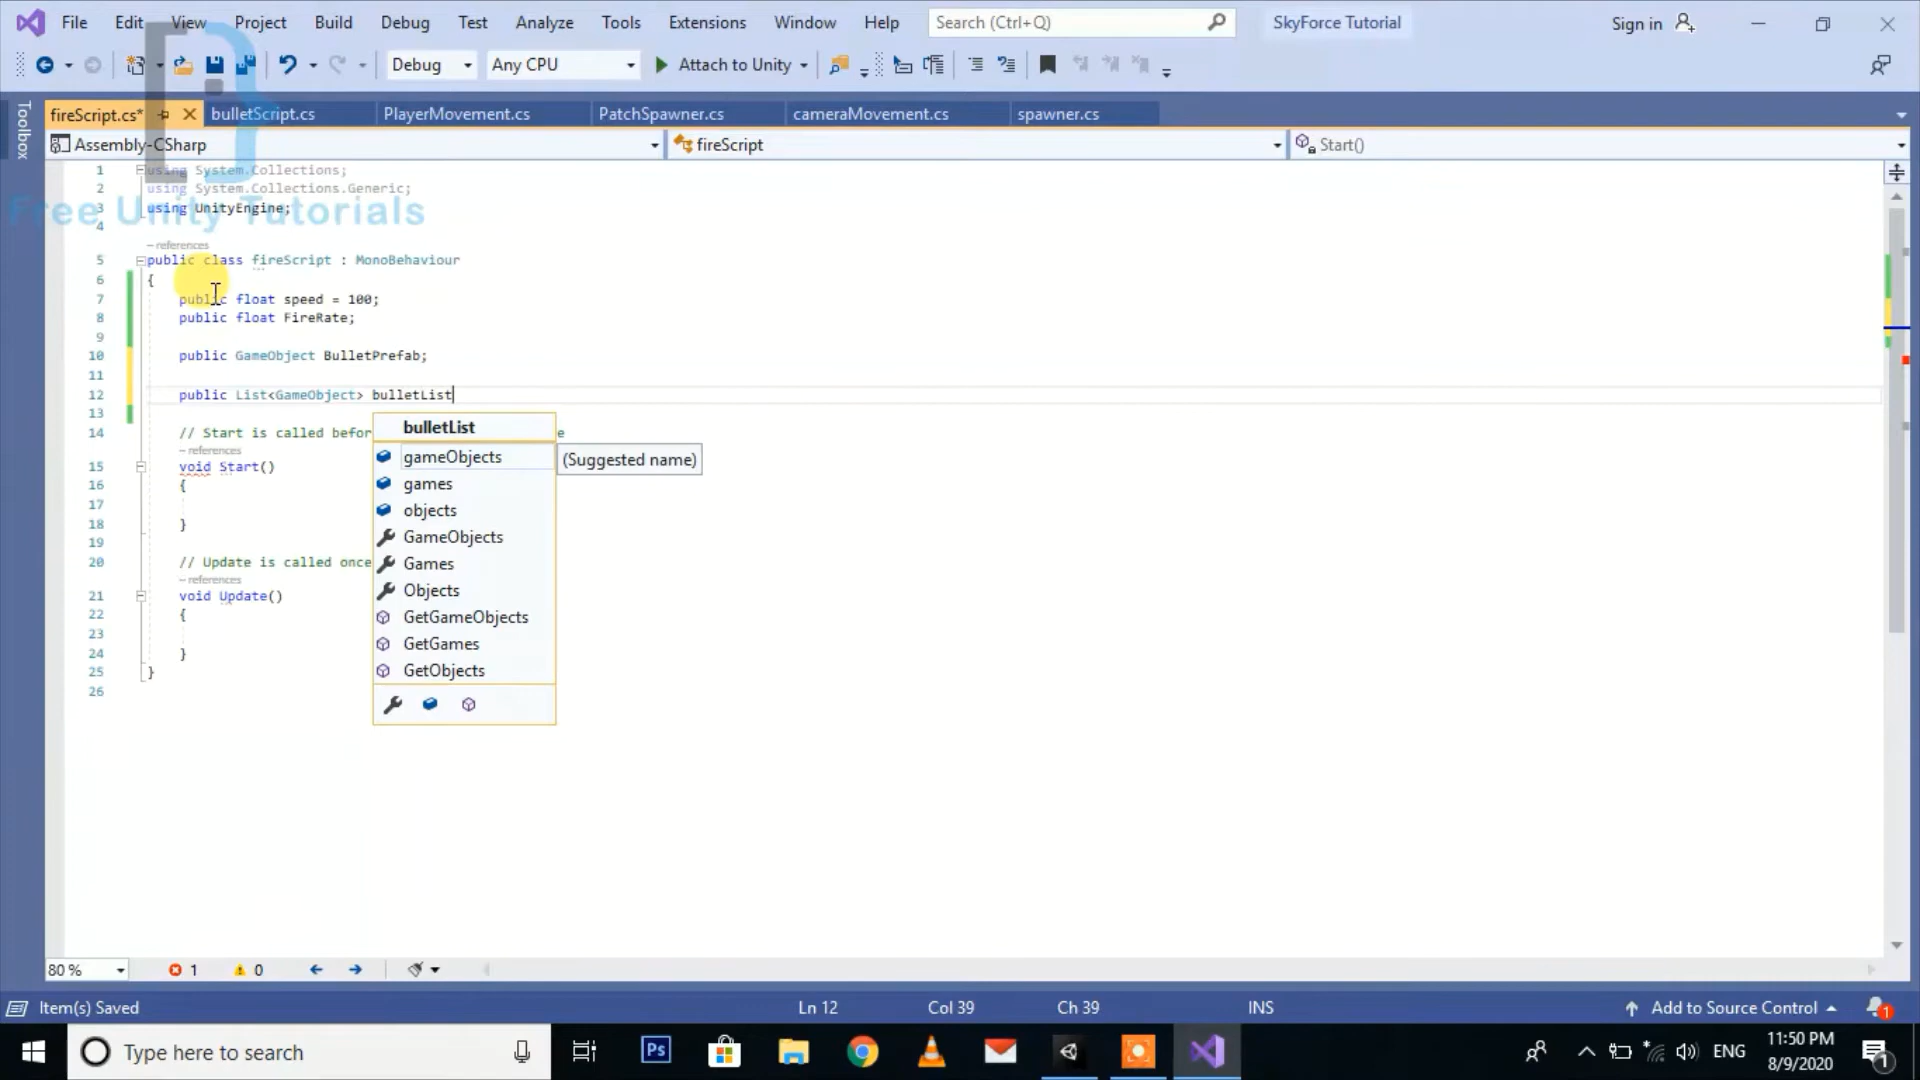 File Edit View Project Build Debug Test Analyze Tools Extensions Window Help Search (Ctrl+Q) SkyForce Tutorial Sign in
Debug Any CPU Attach to Unity
Toolbox
fireScript.cs* bulletScript.cs PlayerMovement.cs PatchSpawner.cs cameraMovement.cs spawner.cs
Assembly-CSharp fireScript Start()
1 using System.Collections;
2 using System.Collections.Generic;
3 using UnityEngine;
Free Unity Tutorials
4
– references
5 public class fireScript : MonoBehaviour
6 {
7 public float speed = 100;
8 public float FireRate;
9
10 public GameObject BulletPrefab;
11
12 public List<GameObject> bulletList
13
bulletList
14 // Start is called befor e
gameObjects (Suggested name)
– references
15 void Start()
games
16 {
17
objects
18 }
GameObjects
19
20 // Update is called once
Games
– references
Objects
21 void Update()
22 {
GetGameObjects
23
GetGames
24 }
25 }
GetObjects
26
80 % 1 0
Item(s) Saved Ln 12 Col 39 Ch 39 INS Add to Source Control 1
Type here to search Ps ENG 11:50 PM
8/9/2020 1